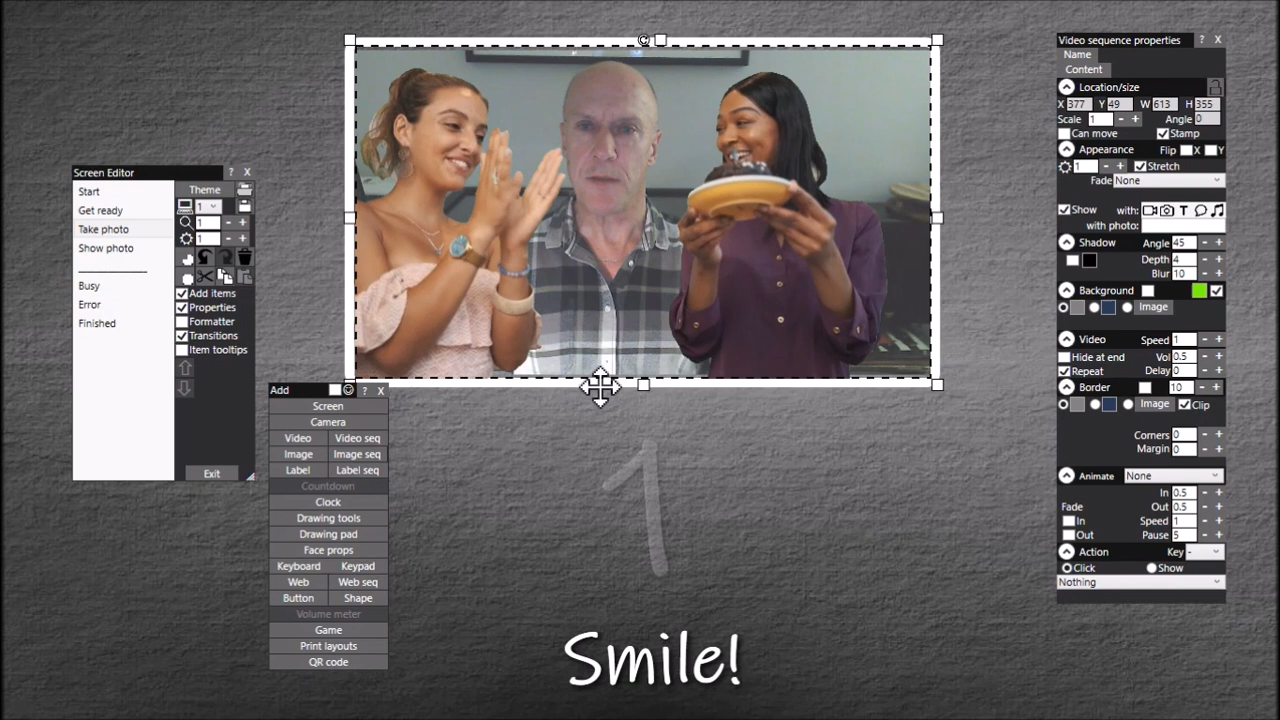 Screen Editor ? X
Start
Get ready
Take photo
Show photo
Busy
Error
Finished
Theme
1
1
1
Add items
Properties
Formatter
Transitions
Item tooltips
Exit
Add ? X
Screen
Camera
Video Video seq
Image Image seq
Label Label seq
Countdown
Clock
Drawing tools
Drawing pad
Face props
Keyboard Keypad
Web Web seq
Button Shape
Volume meter
Game
Print layouts
QR code
1
Smile!
Video sequence properties ? X
Name
Content
Location/size
X 377 Y 49 W 613 H 355
Scale 1 - + Angle 0
Can move Stamp
Appearance Flip X Y
1 - + Stretch
Fade None
Show with: T
with photo:
Shadow Angle 45 - +
Depth 4 - +
Blur 10 - +
Background
Image
Video Speed 1 - +
Hide at end Vol 0.5 - +
Repeat Delay 0 - +
Border 10 - +
Image Clip
Corners 0 - +
Margin 0 - +
Animate None
In 0.5 - +
Fade Out 0.5 - +
In Speed 1 - +
Out Pause 5 - +
Action Key -
Click Show
Nothing